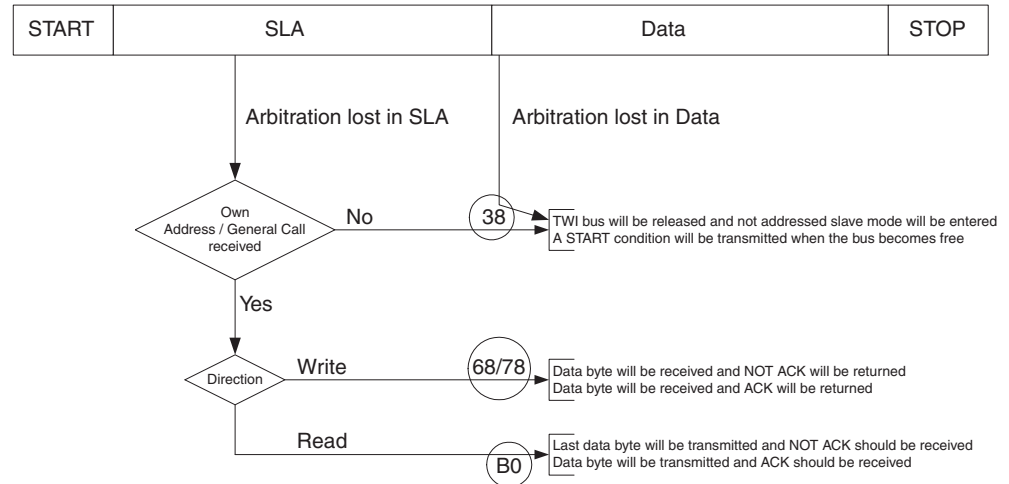 START SLA Data STOP
Arbitration lost in SLA Arbitration lost in Data
Own
Address / General Call
received
No
38
TWI bus will be released and not addressed slave mode will be entered
A START condition will be transmitted when the bus becomes free
Yes
Direction
Write
68/78
Data byte will be received and NOT ACK will be returned
Data byte will be received and ACK will be returned
Read
B0
Last data byte will be transmitted and NOT ACK should be received
Data byte will be transmitted and ACK should be received